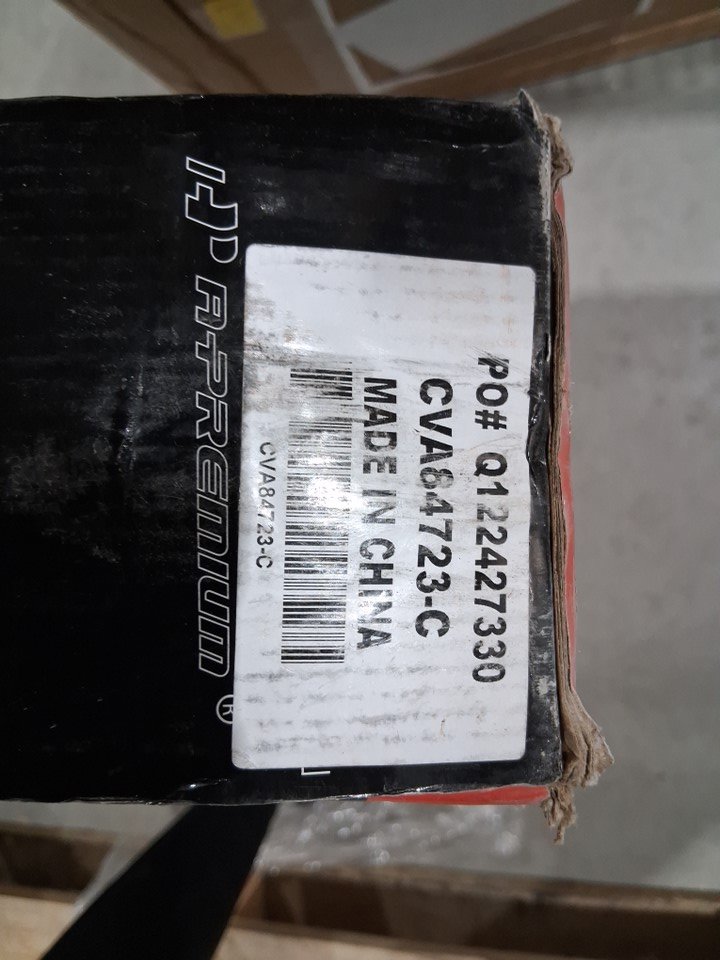 A-PREMIUM®
PO# Q122427330
CVA84723-C
MADE IN CHINA
CVA84723-C